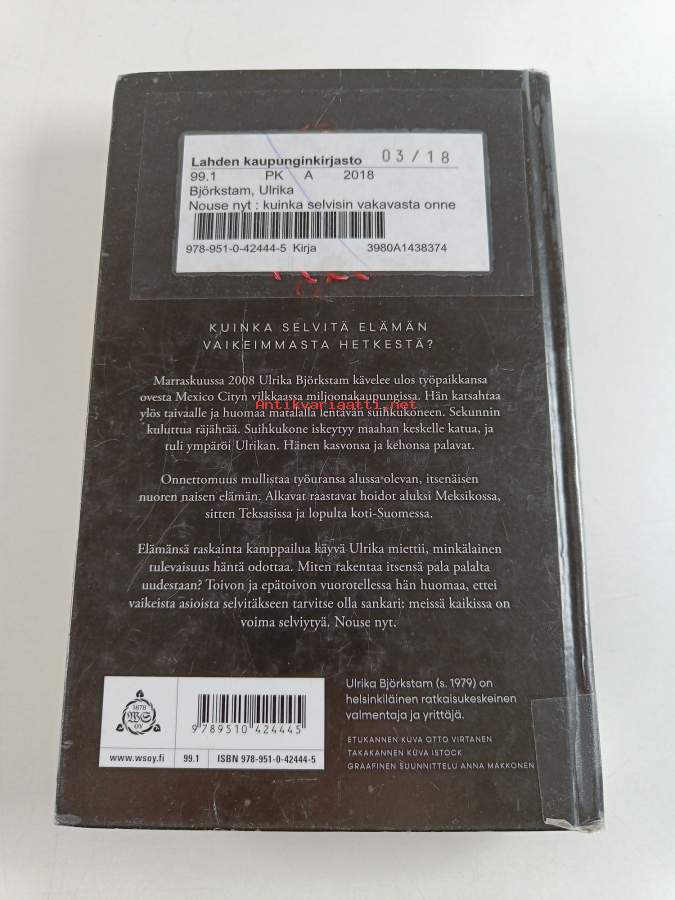 Lahden kaupunginkirjasto 03/18
99.1 PK A 2018
Björkstam, Ulrika
Nouse nyt : kuinka selvisin vakavasta onne
978-951-0-42444-5 Kirja 3980A1438374
KUINKA SELVITÄ ELÄMÄN
VAIKEIMMASTA HETKESTÄ?
Marraskuussa 2008 Ulrika Björkstam kävelee ulos työpaikkansa
ovesta Mexico Cityn vilkkaassa miljoonakaupungissa. Hän katsahtaa
Antikvariaatti.net
ylös taivaalle ja huomaa matalalla lentävän suihkukoneen. Sekunnin
kuluttua räjähtää. Suihkukone iskeytyy maahan keskelle katua, ja
tuli ympäröi Ulrikan. Hänen kasvonsa ja kehonsa palavat.
Onnettomuus mullistaa työuransa alussa olevan, itsenäisen
nuoren naisen elämän. Alkavat raastavat hoidot aluksi Meksikossa,
sitten Teksasissa ja lopulta koti-Suomessa.
Elämänsä raskainta kamppailua käyvä Ulrika miettii, minkälainen
tulevaisuus häntä odottaa. Miten rakentaa itsensä pala palalta
uudestaan? Toivon ja epätoivon vuorotellessa hän huomaa, ettei
vaikeista asioista selvitäkseen tarvitse olla sankari: meissä kaikissa on
voima selviytyä. Nouse nyt.
Ulrika Björkstam (s. 1979) on
helsinkiläinen ratkaisukeskeinen
valmentaja ja yrittäjä.
ETUKANNEN KUVA OTTO VIRTANEN
TAKAKANNEN KUVA ISTOCK
GRAAFINEN SUUNNITTELU ANNA MAKKONEN
1878
WS
OY
9789510424445
www.wsoy.fi 99.1 ISBN 978-951-0-42444-5